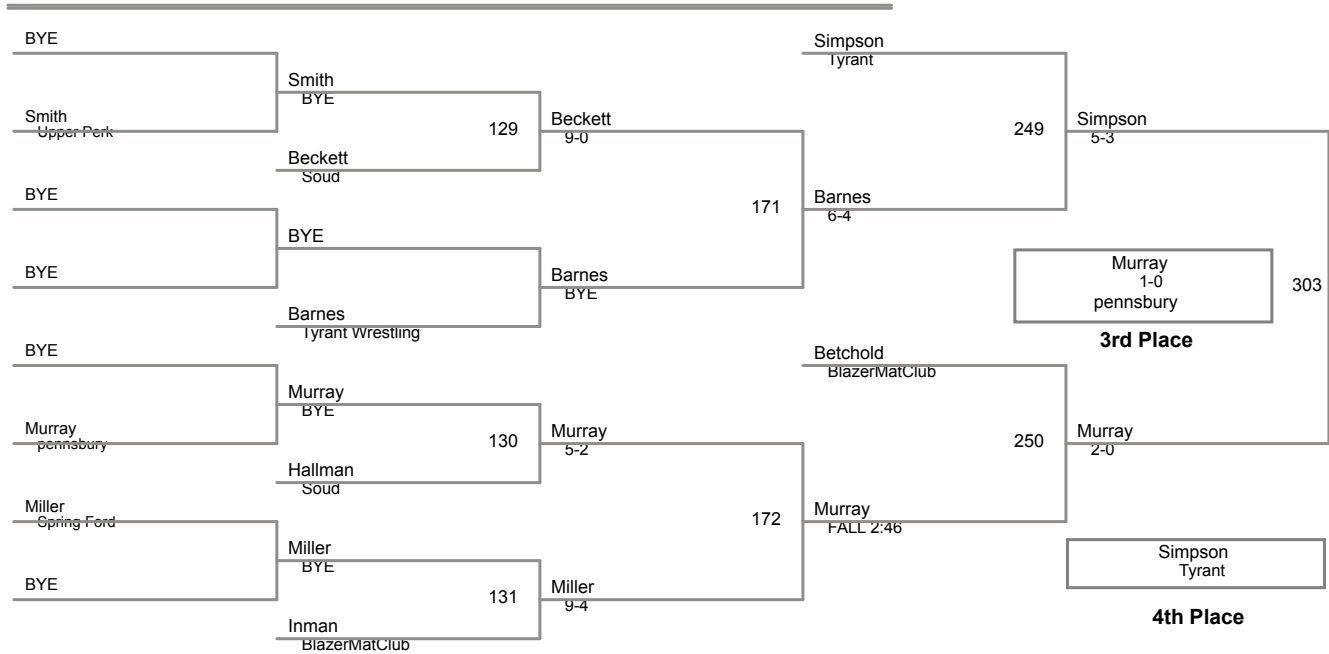 BYE
Smith
Upper Perk
BYE
BYE
BYE
Murray
pennsbury
Miller
Spring Ford
BYE
Smith
BYE
129
Beckett
Soud
BYE
Barnes
Tyrant Wrestling
Murray
BYE
130
Hallman
Soud
Miller
BYE
131
Inman
BlazerMatClub
Beckett
9-0
171
Barnes
BYE
Murray
5-2
172
Miller
9-4
Simpson
Tyrant
249
Barnes
6-4
Betchold
BlazerMatClub
250
Murray
FALL 2:46
Simpson
5-3
Murray
1-0
pennsbury
303
3rd Place
Murray
2-0
Simpson
Tyrant
4th Place